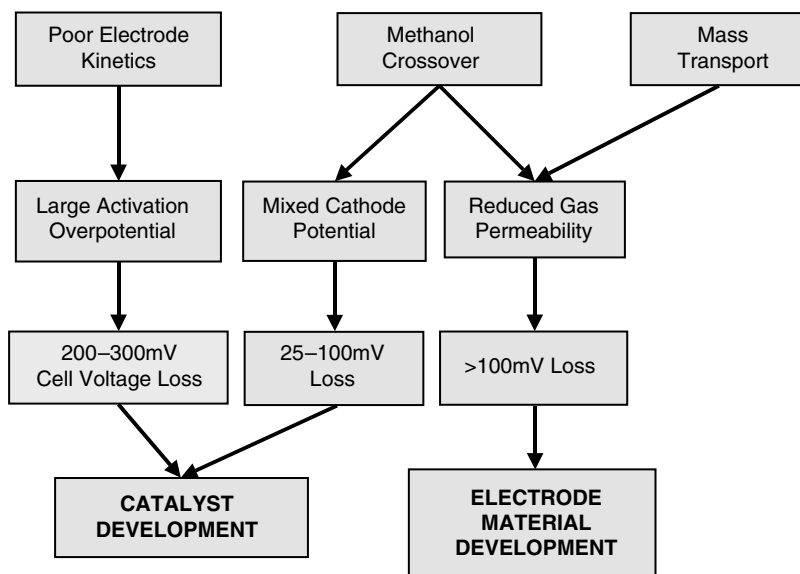 Poor Electrode
Kinetics
Methanol
Crossover
Mass
Transport
Large Activation
Overpotential
Mixed Cathode
Potential
Reduced Gas
Permeability
200–300mV
Cell Voltage Loss
25–100mV
Loss
>100mV Loss
CATALYST
DEVELOPMENT
ELECTRODE
MATERIAL
DEVELOPMENT